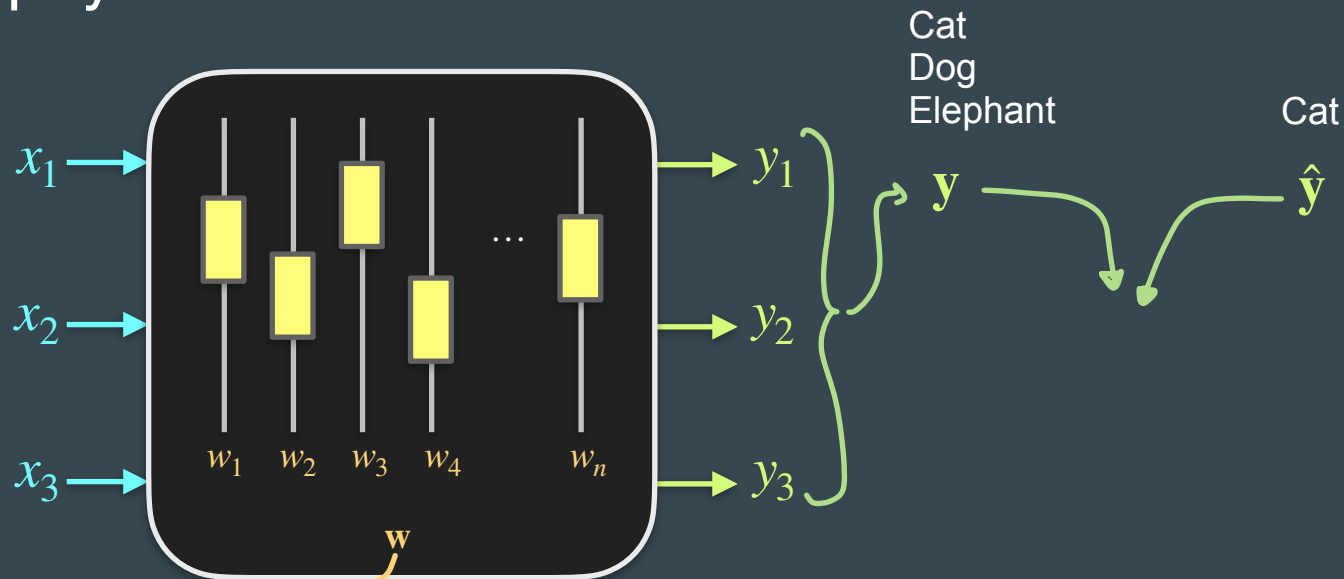 Cat
Dog
Elephant
Cat
x₁
y₁
y
ŷ
...
x₂
y₂
w₁ w₂ w₃ w₄ wₙ
x₃
y₃
w